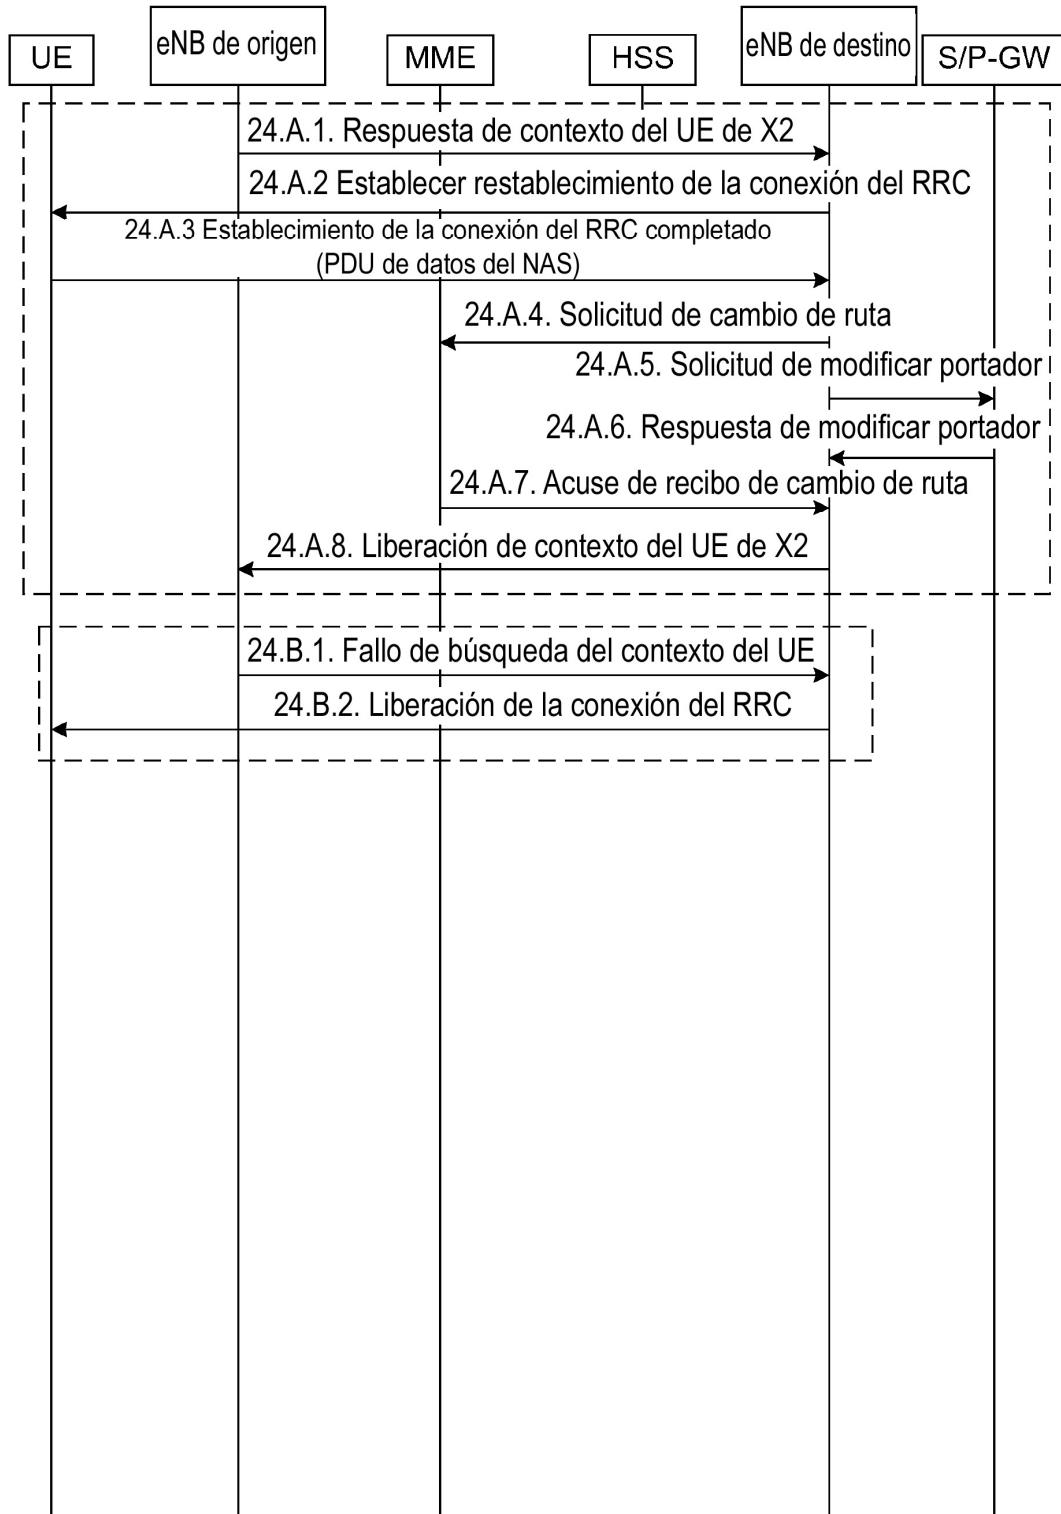 UE
eNB de origen
MME
HSS
eNB de destino
S/P-GW
24.A.1. Respuesta de contexto del UE de X2
24.A.2 Establecer restablecimiento de la conexión del RRC
24.A.3 Establecimiento de la conexión del RRC completado
(PDU de datos del NAS)
24.A.4. Solicitud de cambio de ruta
24.A.5. Solicitud de modificar portador
24.A.6. Respuesta de modificar portador
24.A.7. Acuse de recibo de cambio de ruta
24.A.8. Liberación de contexto del UE de X2
24.B.1. Fallo de búsqueda del contexto del UE
24.B.2. Liberación de la conexión del RRC